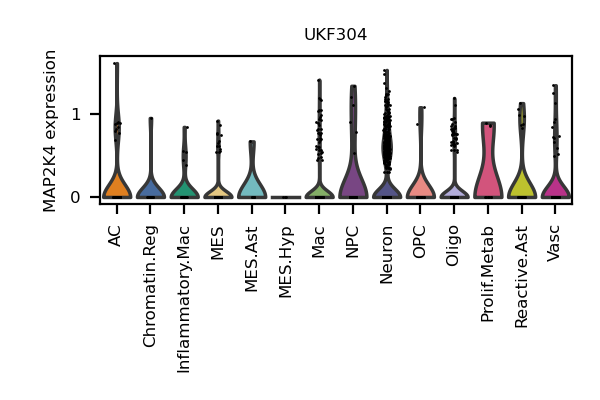 UKF304
MAP2K4 expression
1
0
AC
Chromatin.Reg
Inflammatory.Mac
MES
MES.Ast
MES.Hyp
Mac
NPC
Neuron
OPC
Oligo
Prolif.Metab
Reactive.Ast
Vasc